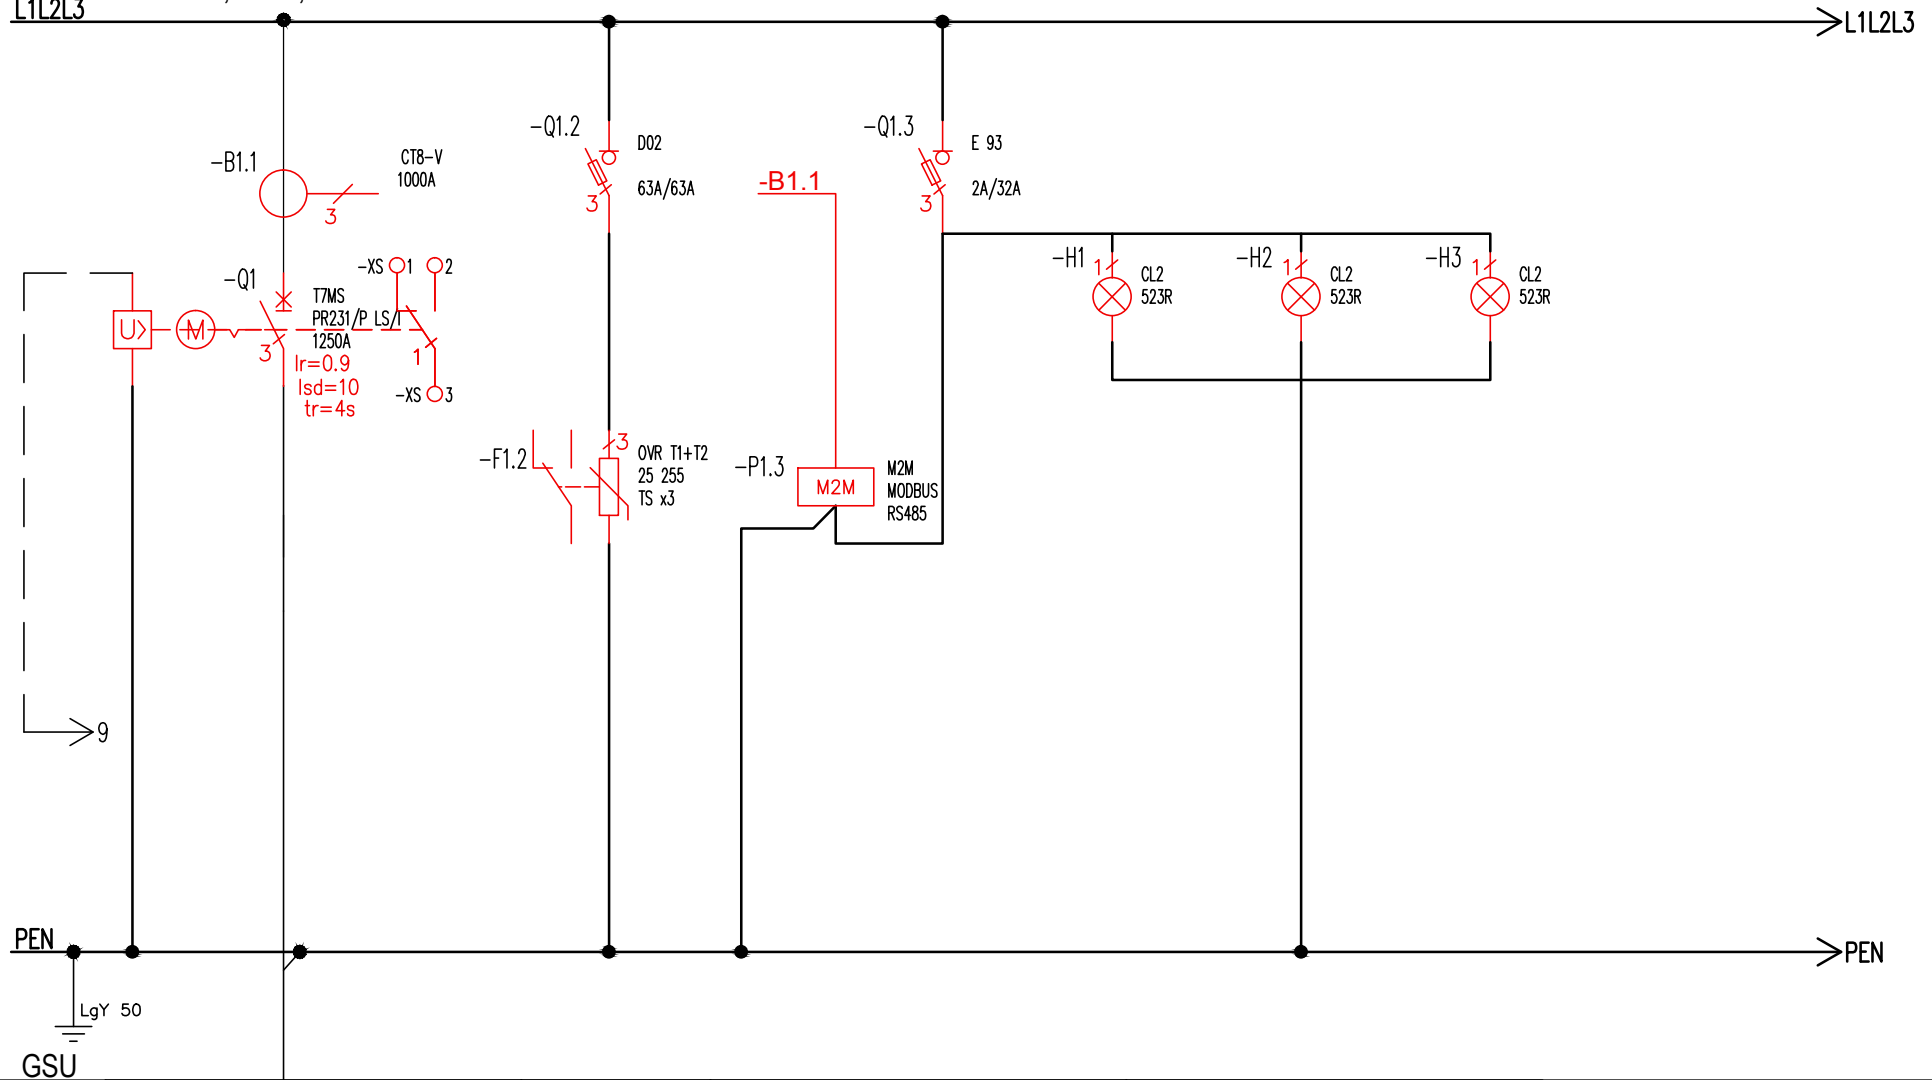 L1L2L3
L1L2L3
-B1.1
CT8-V
1000A
3
-Q1
T7MS
PR231/P LS/I
1250A
Ir=0.9
Isd=10
tr=4s
3
U>
M
-XS 1
2
1
-XS 3
9
-Q1.2
D02
63A/63A
3
-F1.2
3
OVR T1+T2
25 255
TS x3
-B1.1
-Q1.3
E 93
2A/32A
3
-P1.3
M2M
M2M
MODBUS
RS485
-H1
1
CL2
523R
-H2
1
CL2
523R
-H3
1
CL2
523R
PEN
PEN
LgY 50
GSU